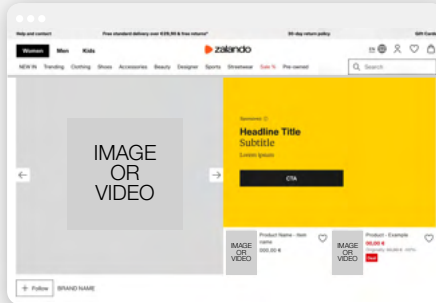 Help and contact Free standard delivery over €29,90 & free returns* 30-day return policy Gift Cards
Women Men Kids zalando
NEW IN Trending Clothing Shoes Accessories Beauty Designer Sports Streetwear Sale % Pre-owned Search
Sponsored
Headline Title
Subtitle
Lorem ipsum
CTA
IMAGE
OR
VIDEO
IMAGE
OR
VIDEO
Product Name - Item
name
000,00 €
IMAGE
OR
VIDEO
Product - Example
00,00 €
Deal
+ Follow BRAND NAME